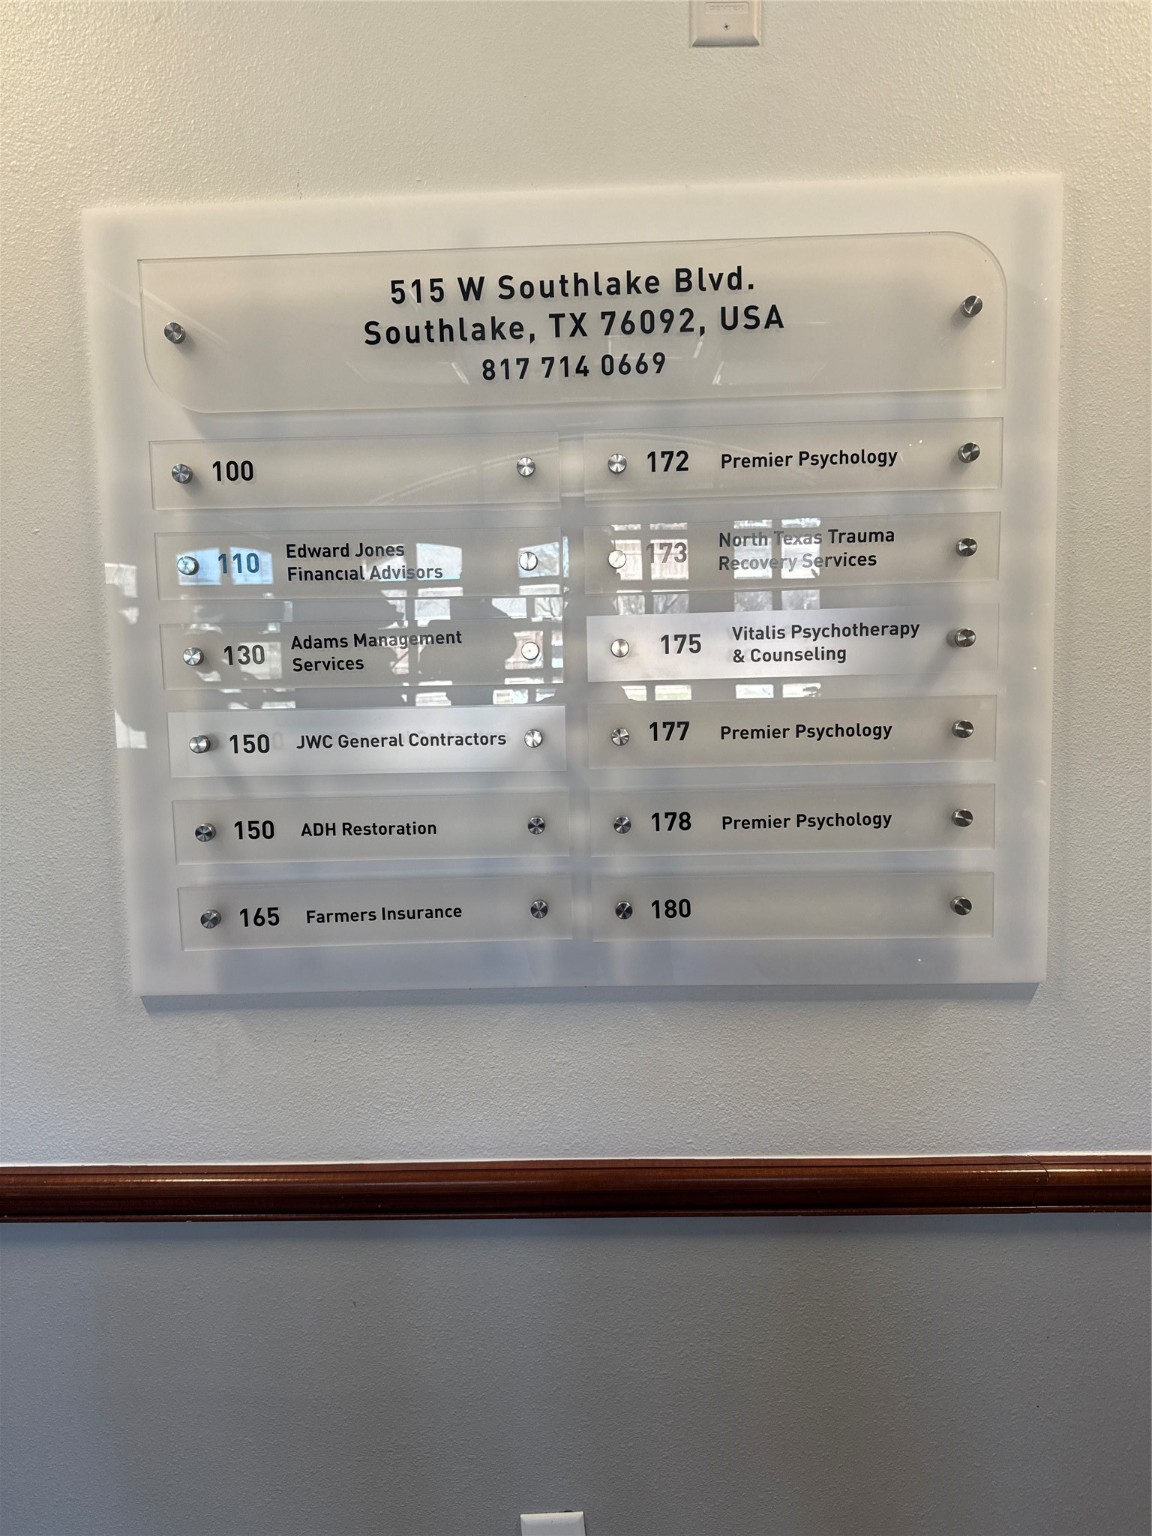 515 W Southlake Blvd.
Southlake, TX 76092, USA
817 714 0669
100
110 Edward Jones
Financial Advisors
130 Adams Management
Services
150 JWC General Contractors
150 ADH Restoration
165 Farmers Insurance
172 Premier Psychology
173 North Texas Trauma
Recovery Services
175 Vitalis Psychotherapy
& Counseling
177 Premier Psychology
178 Premier Psychology
180